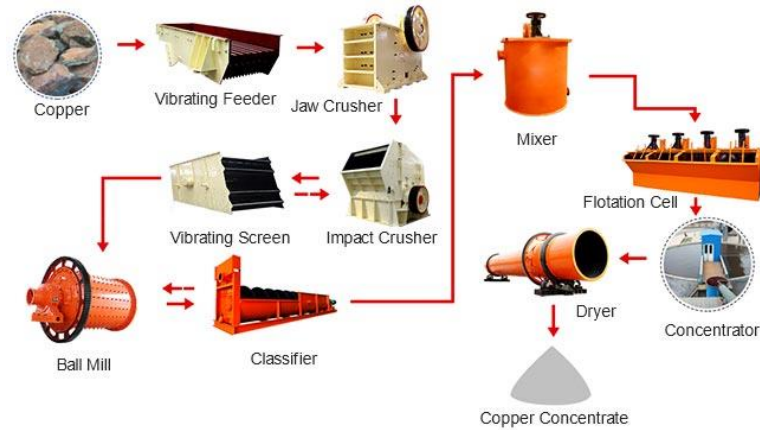 Copper
Vibrating Feeder
Jaw Crusher
Mixer
Flotation Cell
Vibrating Screen
Impact Crusher
Ball Mill
Classifier
Dryer
Concentrator
Copper Concentrate